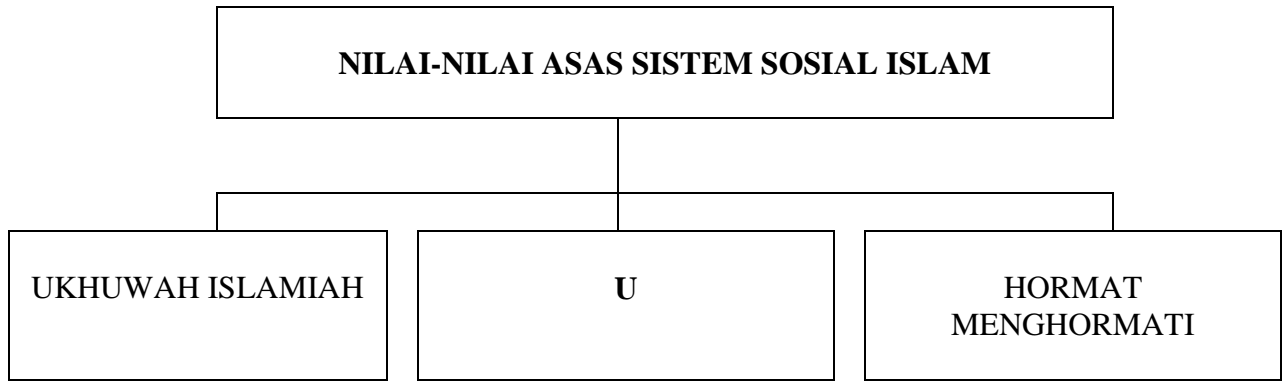 NILAI-NILAI ASAS SISTEM SOSIAL ISLAM
UKHUWAH ISLAMIAH
U
HORMAT
MENGHORMATI